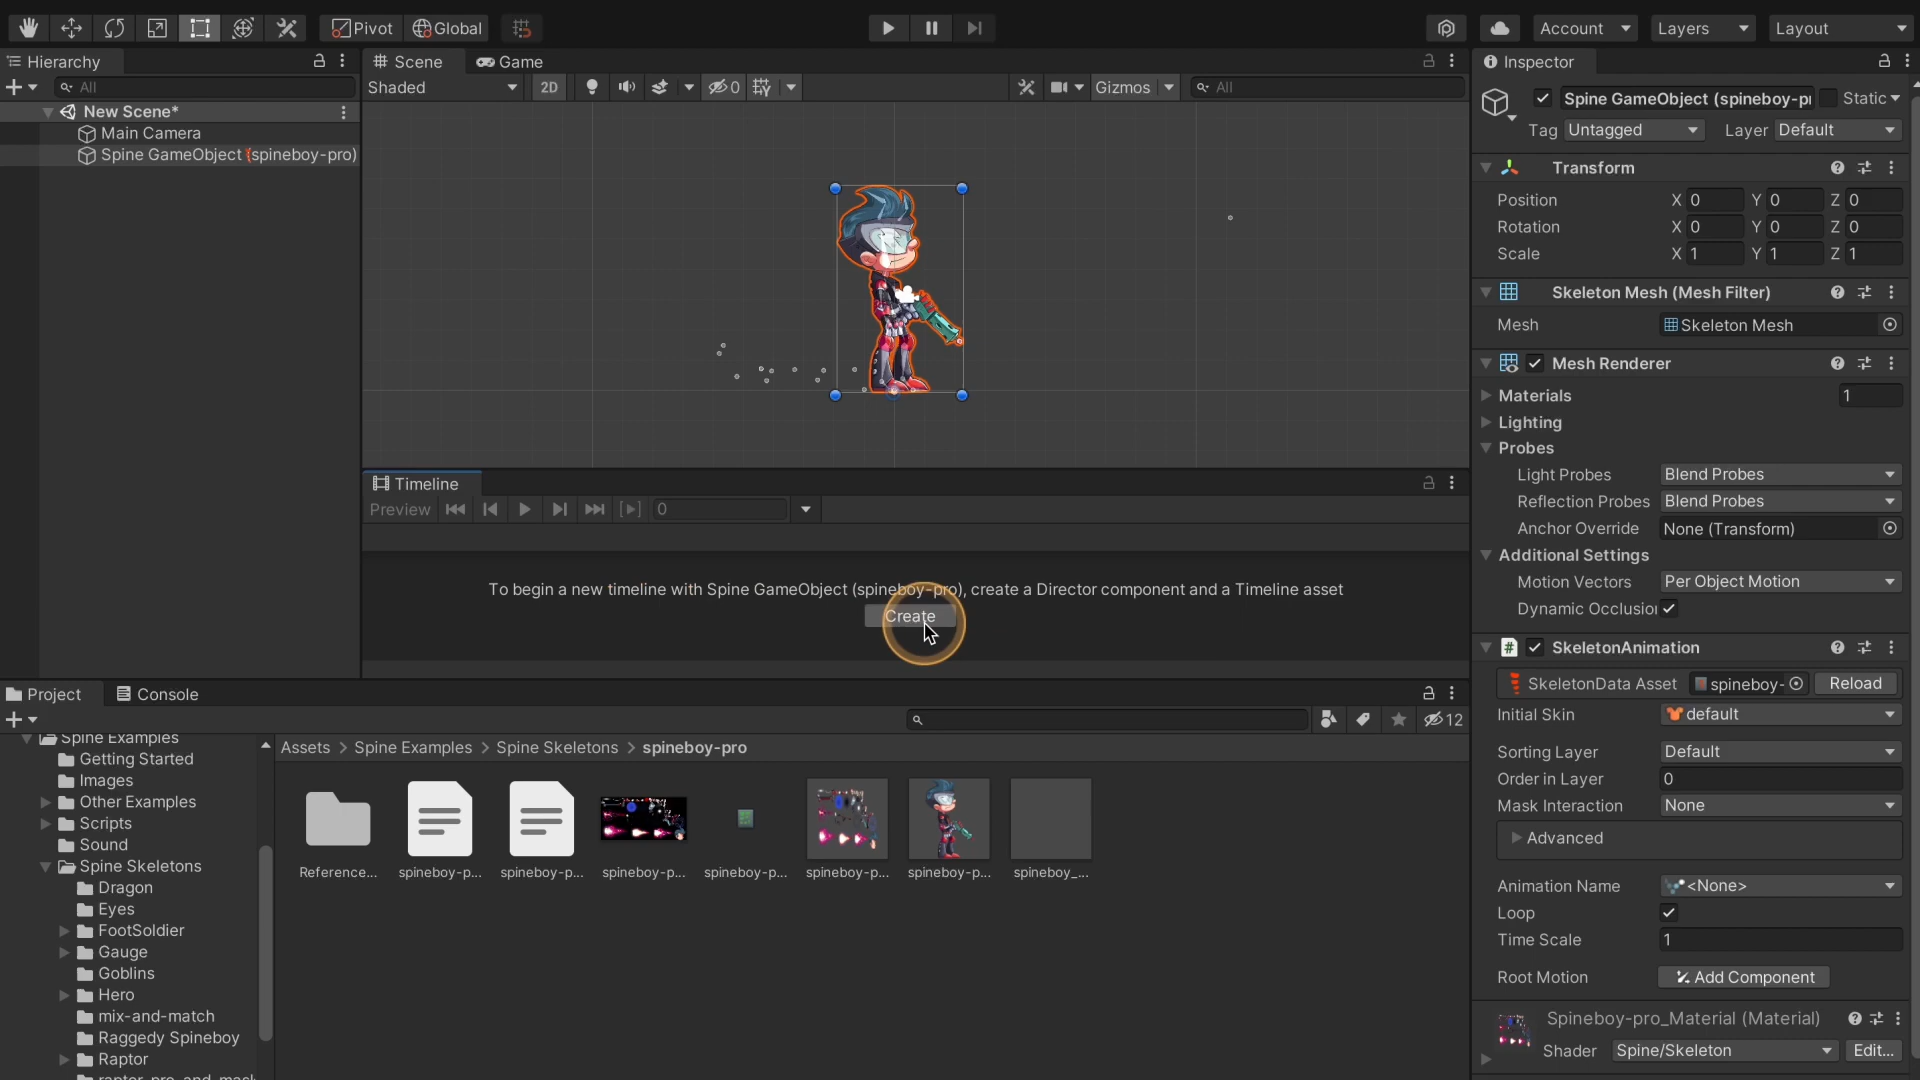 Pivot
Global
Account
Layers
Layout
Hierarchy
All
New Scene*
Main Camera
Spine GameObject (spineboy-pro)
Scene
Game
Shaded
2D
0
Gizmos
All
Timeline
Preview
0
To begin a new timeline with Spine GameObject (spineboy-pro), create a Director component and a Timeline asset
Create
Project
Console
12
Spine Examples
Getting Started
Images
Other Examples
Scripts
Sound
Spine Skeletons
Dragon
Eyes
FootSoldier
Gauge
Goblins
Hero
mix-and-match
Raggedy Spineboy
Raptor
Assets > Spine Examples > Spine Skeletons > spineboy-pro
Reference...
spineboy-p...
spineboy-p...
spineboy-p...
spineboy-p...
spineboy-p...
spineboy-p...
spineboy_...
Inspector
Spine GameObject (spineboy-p
Static
Tag Untagged
Layer Default
Transform
Position X 0 Y 0 Z 0
Rotation X 0 Y 0 Z 0
Scale X 1 Y 1 Z 1
Skeleton Mesh (Mesh Filter)
Mesh Skeleton Mesh
Mesh Renderer
Materials 1
Lighting
Probes
Light Probes Blend Probes
Reflection Probes Blend Probes
Anchor Override None (Transform)
Additional Settings
Motion Vectors Per Object Motion
Dynamic Occlusio
SkeletonAnimation
SkeletonData Asset spineboy- Reload
Initial Skin default
Sorting Layer Default
Order in Layer 0
Mask Interaction None
Advanced
Animation Name <None>
Loop
Time Scale 1
Root Motion Add Component
Spineboy-pro_Material (Material)
Shader Spine/Skeleton Edit...